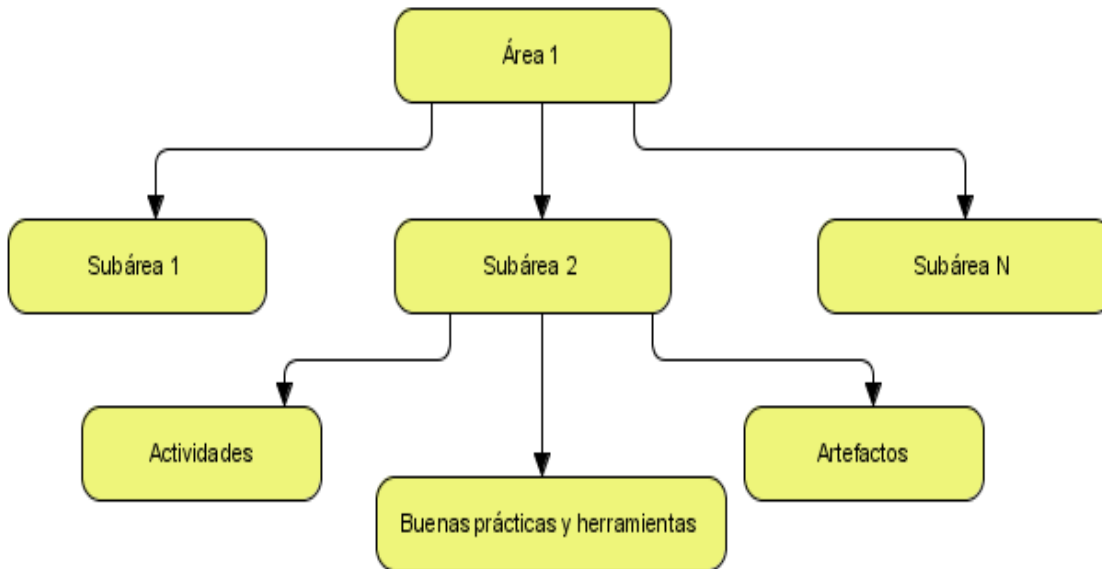 Área 1
Subárea 1
Subárea 2
Subárea N
Actividades
Artefactos
Buenas prácticas y herramientas